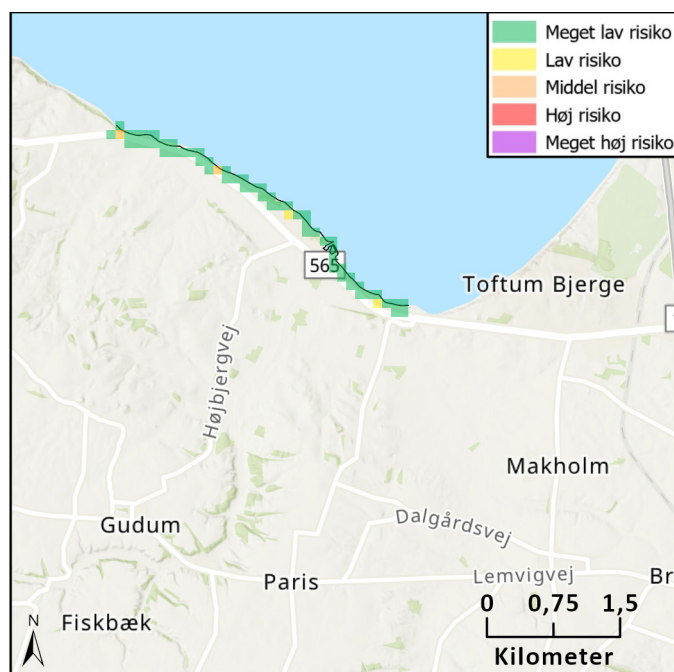 Meget lav risiko
Lav risiko
Middel risiko
Høj risiko
Meget høj risiko
565
Toftum Bjerge
Højbjergvej
Makholm
Gudum
Dalgårdsvej
Paris
Lemvigvej
Br
Fiskbæk
0 0,75 1,5
Kilometer
N